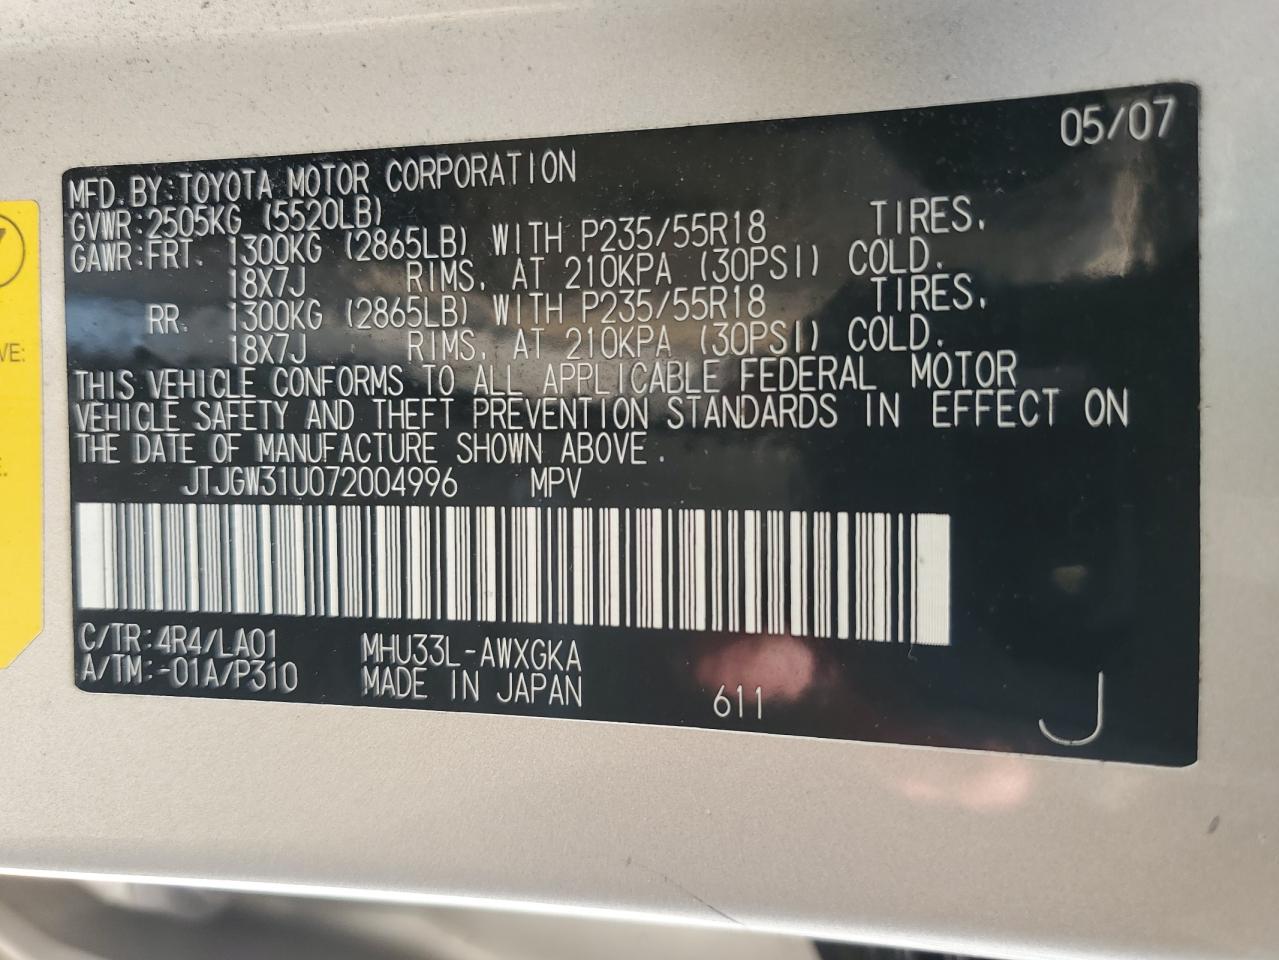 05/07
MFD. BY:TOYOTA MOTOR CORPORATION
GVWR:2505KG (5520LB)
GAWR:FRT. 1300KG (2865LB) WITH P235/55R18 TIRES,
18X7J RIMS, AT 210KPA (30PSI) COLD.
RR. 1300KG (2865LB) WITH P235/55R18 TIRES,
18X7J RIMS, AT 210KPA (30PSI) COLD.
THIS VEHICLE CONFORMS TO ALL APPLICABLE FEDERAL MOTOR
VEHICLE SAFETY AND THEFT PREVENTION STANDARDS IN EFFECT ON
THE DATE OF MANUFACTURE SHOWN ABOVE.
JTJGW31U072004996 MPV
C/TR:4R4/LA01 MHU33L-AWXGKA
A/TM:-01A/P310 MADE IN JAPAN
611
J